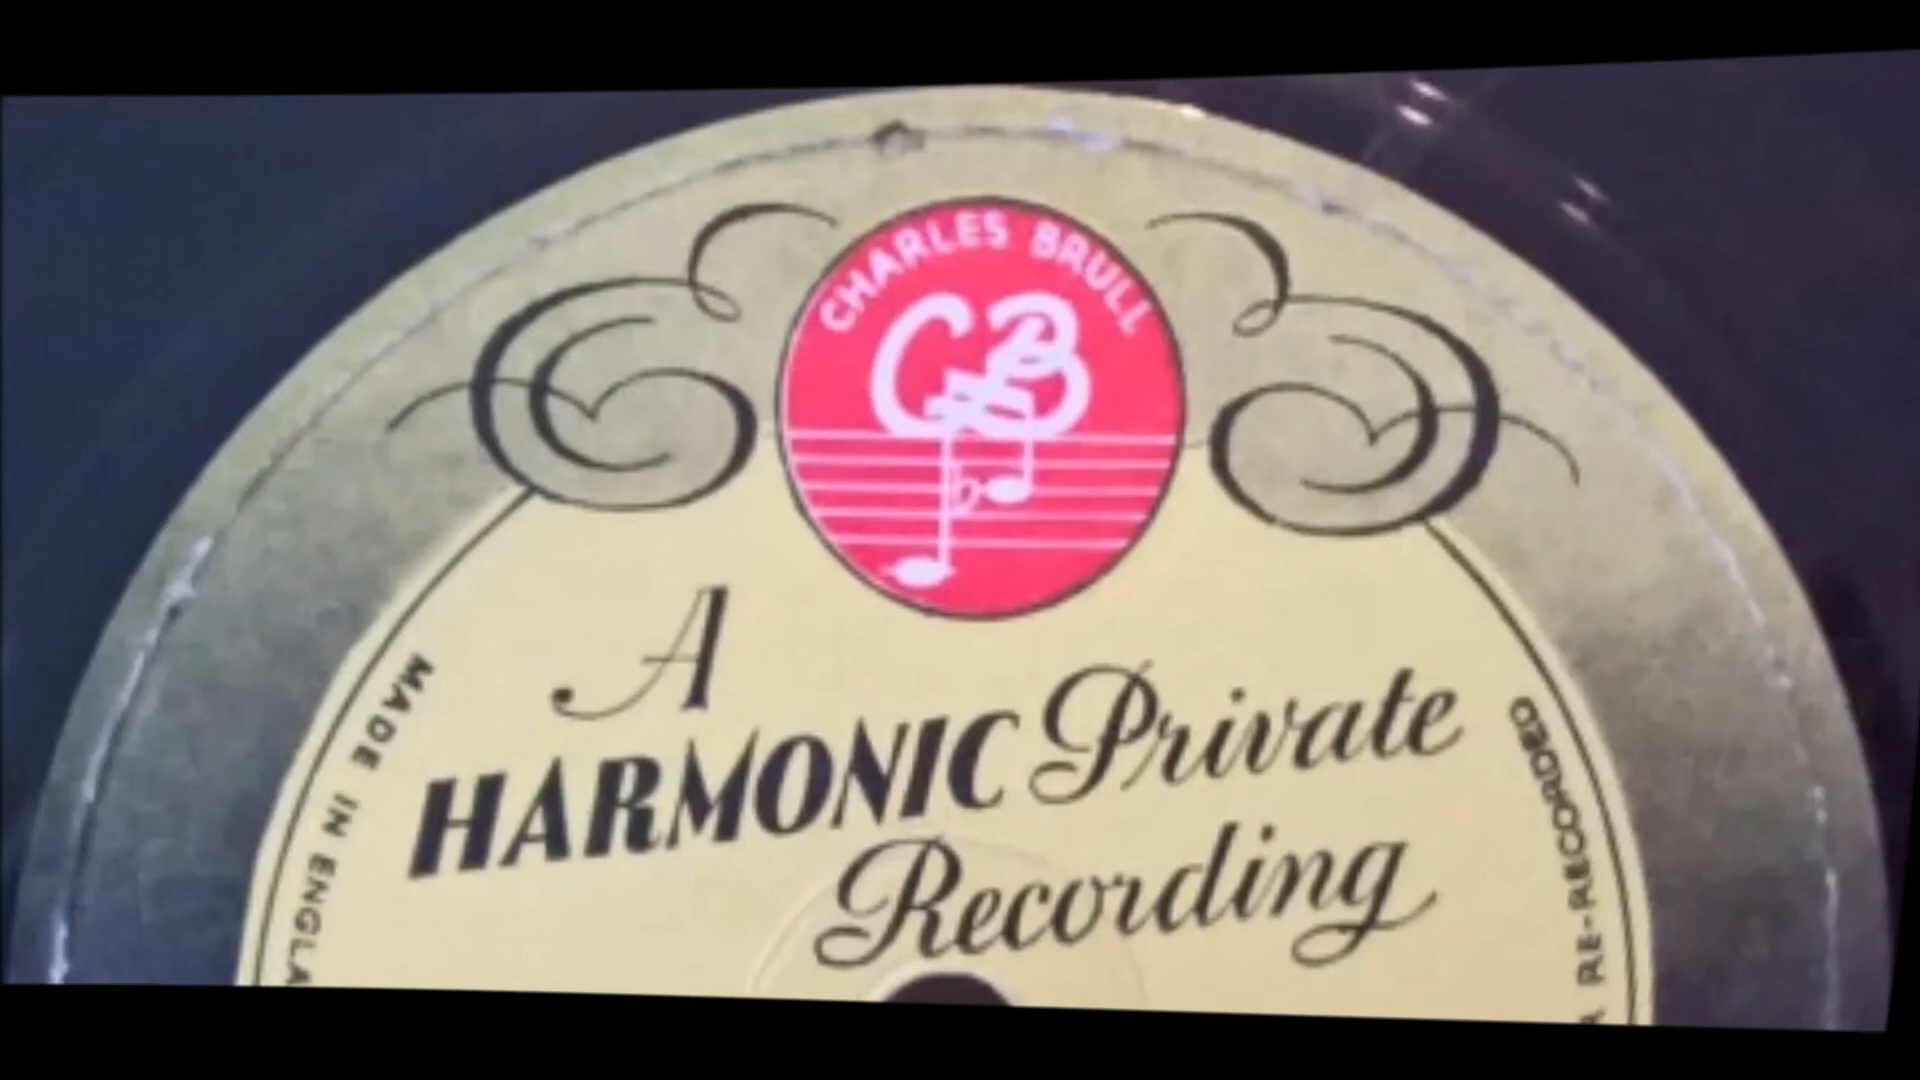 CHARLES BRULL
CB
A
HARMONIC Private
Recording
MADE IN ENGLA
RE-RECORDED